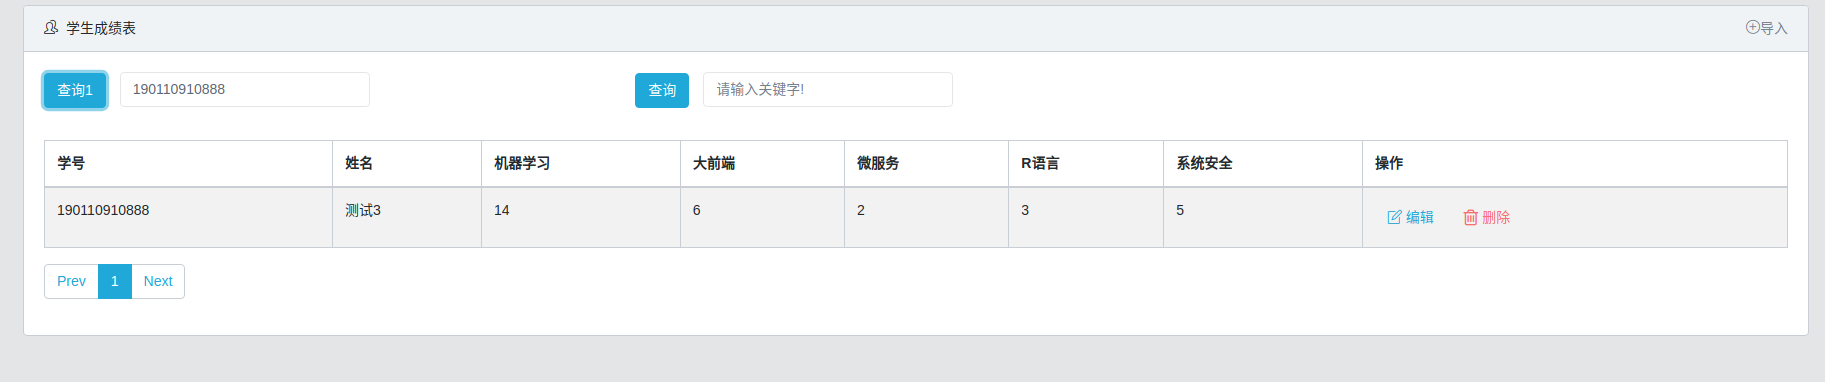 学生成绩表 导入
查询1 190110910888 查询 请输入关键字!
学号 姓名 机器学习 大前端 微服务 R语言 系统安全 操作
190110910888 测试3 14 6 2 3 5 编辑 删除
Prev 1 Next